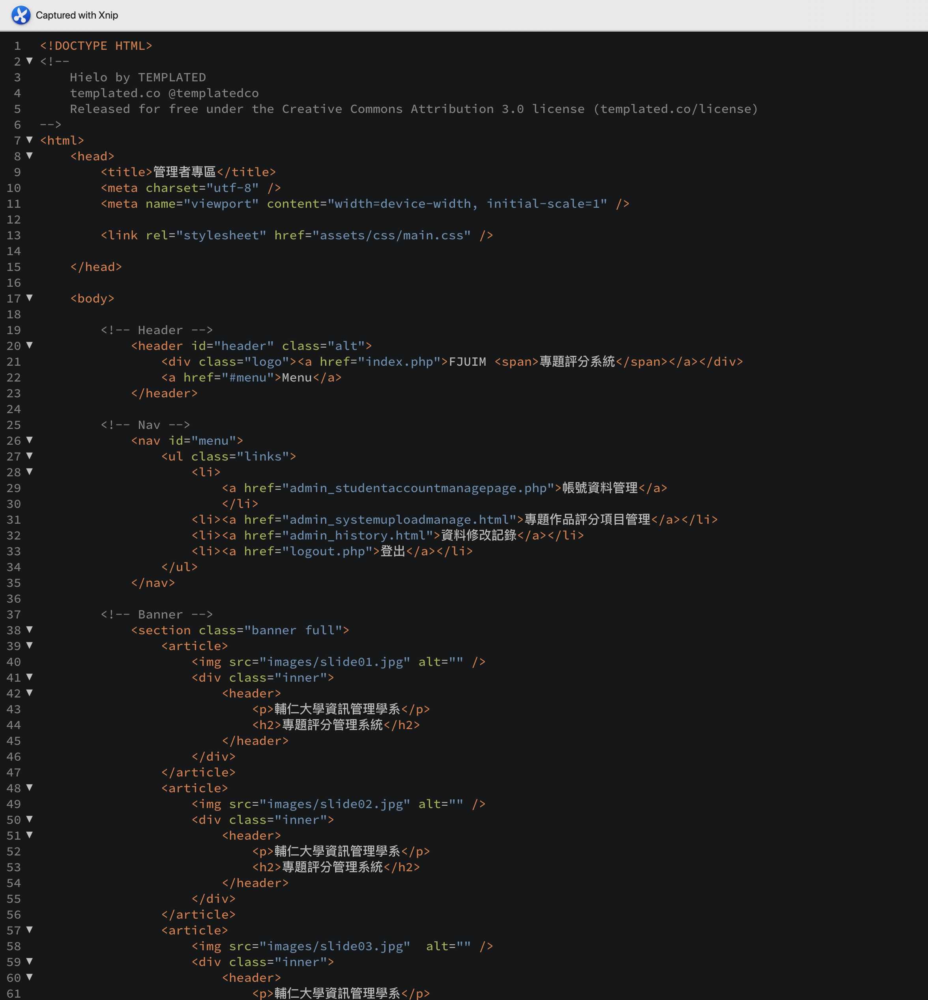 Captured with Xnip
1 <!DOCTYPE HTML>
2 ▼ <!--
3 Hielo by TEMPLATED
4 templated.co @templatedco
5 Released for free under the Creative Commons Attribution 3.0 license (templated.co/license)
6 -->
7 ▼ <html>
8 ▼ <head>
9 <title>管理者專區</title>
10 <meta charset="utf-8" />
11 <meta name="viewport" content="width=device-width, initial-scale=1" />
12
13 <link rel="stylesheet" href="assets/css/main.css" />
14
15 </head>
16
17 ▼ <body>
18
19 <!-- Header -->
20 ▼ <header id="header" class="alt">
21 <div class="logo"><a href="index.php">FJUIM <span>專題評分系統</span></a></div>
22 <a href="#menu">Menu</a>
23 </header>
24
25 <!-- Nav -->
26 ▼ <nav id="menu">
27 ▼ <ul class="links">
28 ▼ <li>
29 <a href="admin_studentaccountmanagepage.php">帳號資料管理</a>
30 </li>
31 <li><a href="admin_systemuploadmanage.html">專題作品評分項目管理</a></li>
32 <li><a href="admin_history.html">資料修改記錄</a></li>
33 <li><a href="logout.php">登出</a></li>
34 </ul>
35 </nav>
36
37 <!-- Banner -->
38 ▼ <section class="banner full">
39 ▼ <article>
40 <img src="images/slide01.jpg" alt="" />
41 ▼ <div class="inner">
42 ▼ <header>
43 <p>輔仁大學資訊管理學系</p>
44 <h2>專題評分管理系統</h2>
45 </header>
46 </div>
47 </article>
48 ▼ <article>
49 <img src="images/slide02.jpg" alt="" />
50 ▼ <div class="inner">
51 ▼ <header>
52 <p>輔仁大學資訊管理學系</p>
53 <h2>專題評分管理系統</h2>
54 </header>
55 </div>
56 </article>
57 ▼ <article>
58 <img src="images/slide03.jpg"  alt="" />
59 ▼ <div class="inner">
60 ▼ <header>
61 <p>輔仁大學資訊管理學系</p>